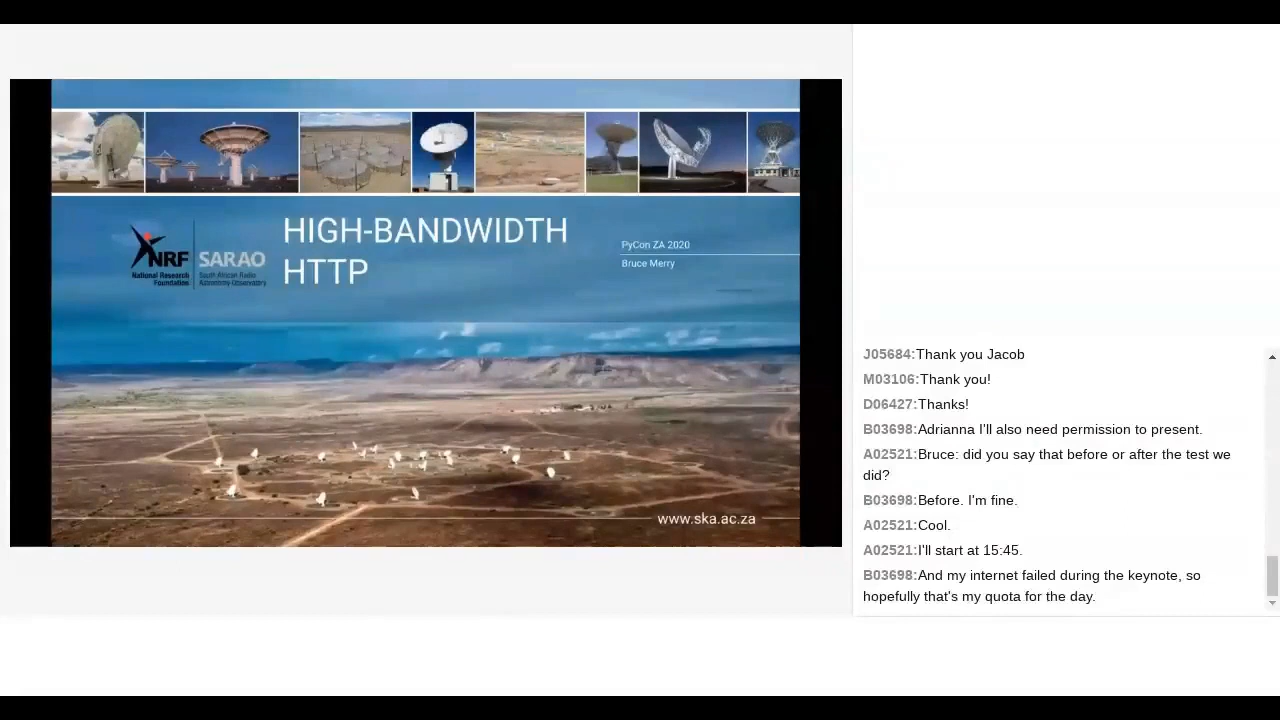 HIGH-BANDWIDTH
HTTP
PyCon ZA 2020
Bruce Merry
NRF
National Research
Foundation
SARAO
South African Radio
Astronomy Observatory
www.ska.ac.za
J05684:Thank you Jacob
M03106:Thank you!
D06427:Thanks!
B03698:Adrianna I'll also need permission to present.
A02521:Bruce: did you say that before or after the test we
did?
B03698:Before. I'm fine.
A02521:Cool.
A02521:I'll start at 15:45.
B03698:And my internet failed during the keynote, so
hopefully that's my quota for the day.